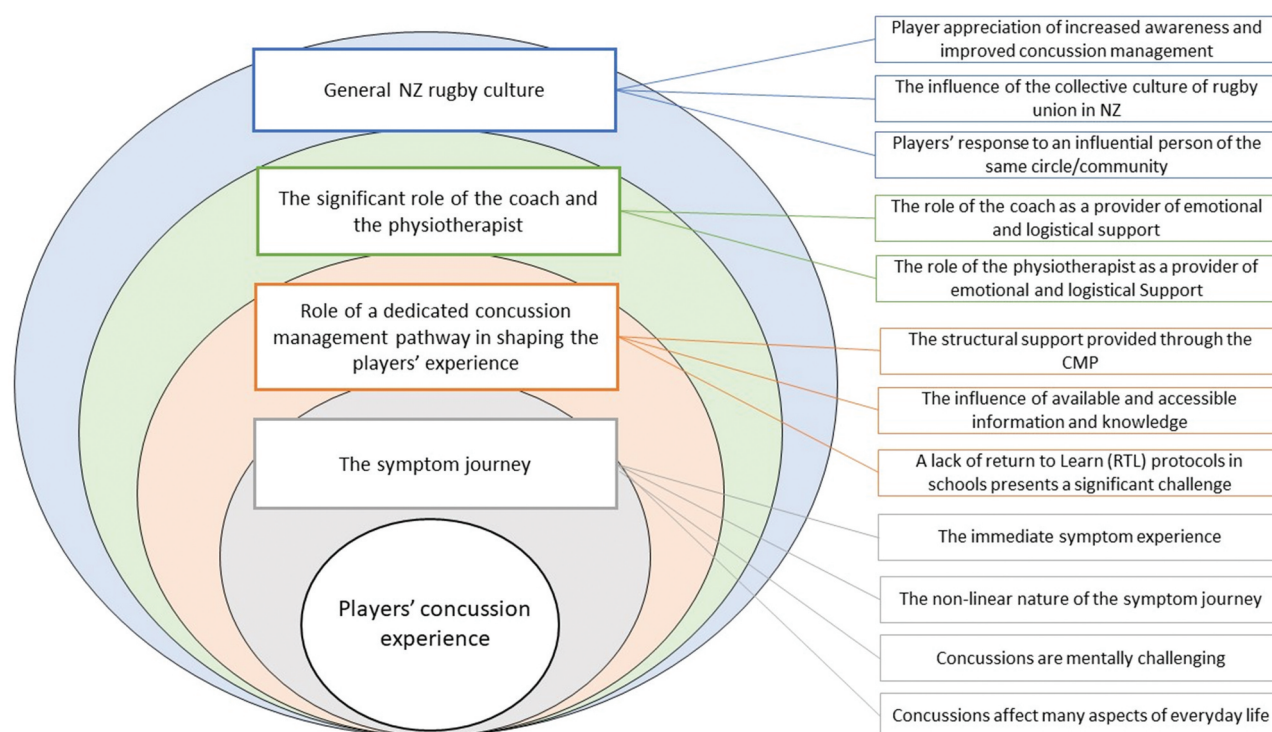 General NZ rugby culture
The significant role of the coach and
the physiotherapist
Role of a dedicated concussion
management pathway in shaping the
players’ experience
The symptom journey
Players’ concussion
experience
Player appreciation of increased awareness and
improved concussion management
The influence of the collective culture of rugby
union in NZ
Players’ response to an influential person of the
same circle/community
The role of the coach as a provider of emotional
and logistical support
The role of the physiotherapist as a provider of
emotional and logistical Support
The structural support provided through the
CMP
The influence of available and accessible
information and knowledge
A lack of return to Learn (RTL) protocols in
schools presents a significant challenge
The immediate symptom experience
The non-linear nature of the symptom journey
Concussions are mentally challenging
Concussions affect many aspects of everyday life